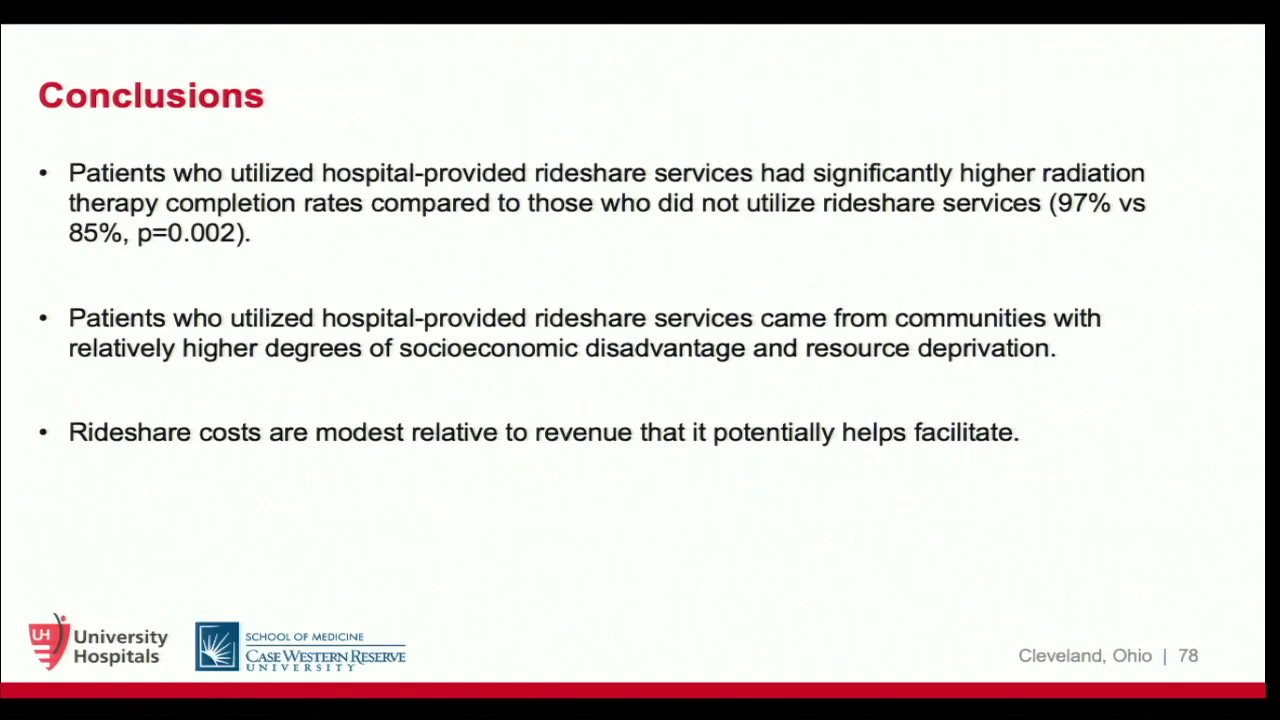 Conclusions
• Patients who utilized hospital-provided rideshare services had significantly higher radiation
therapy completion rates compared to those who did not utilize rideshare services (97% vs
85%, p=0.002).
• Patients who utilized hospital-provided rideshare services came from communities with
relatively higher degrees of socioeconomic disadvantage and resource deprivation.
• Rideshare costs are modest relative to revenue that it potentially helps facilitate.
UH
University
Hospitals
SCHOOL OF MEDICINE
CASE WESTERN RESERVE
UNIVERSITY
Cleveland, Ohio | 78